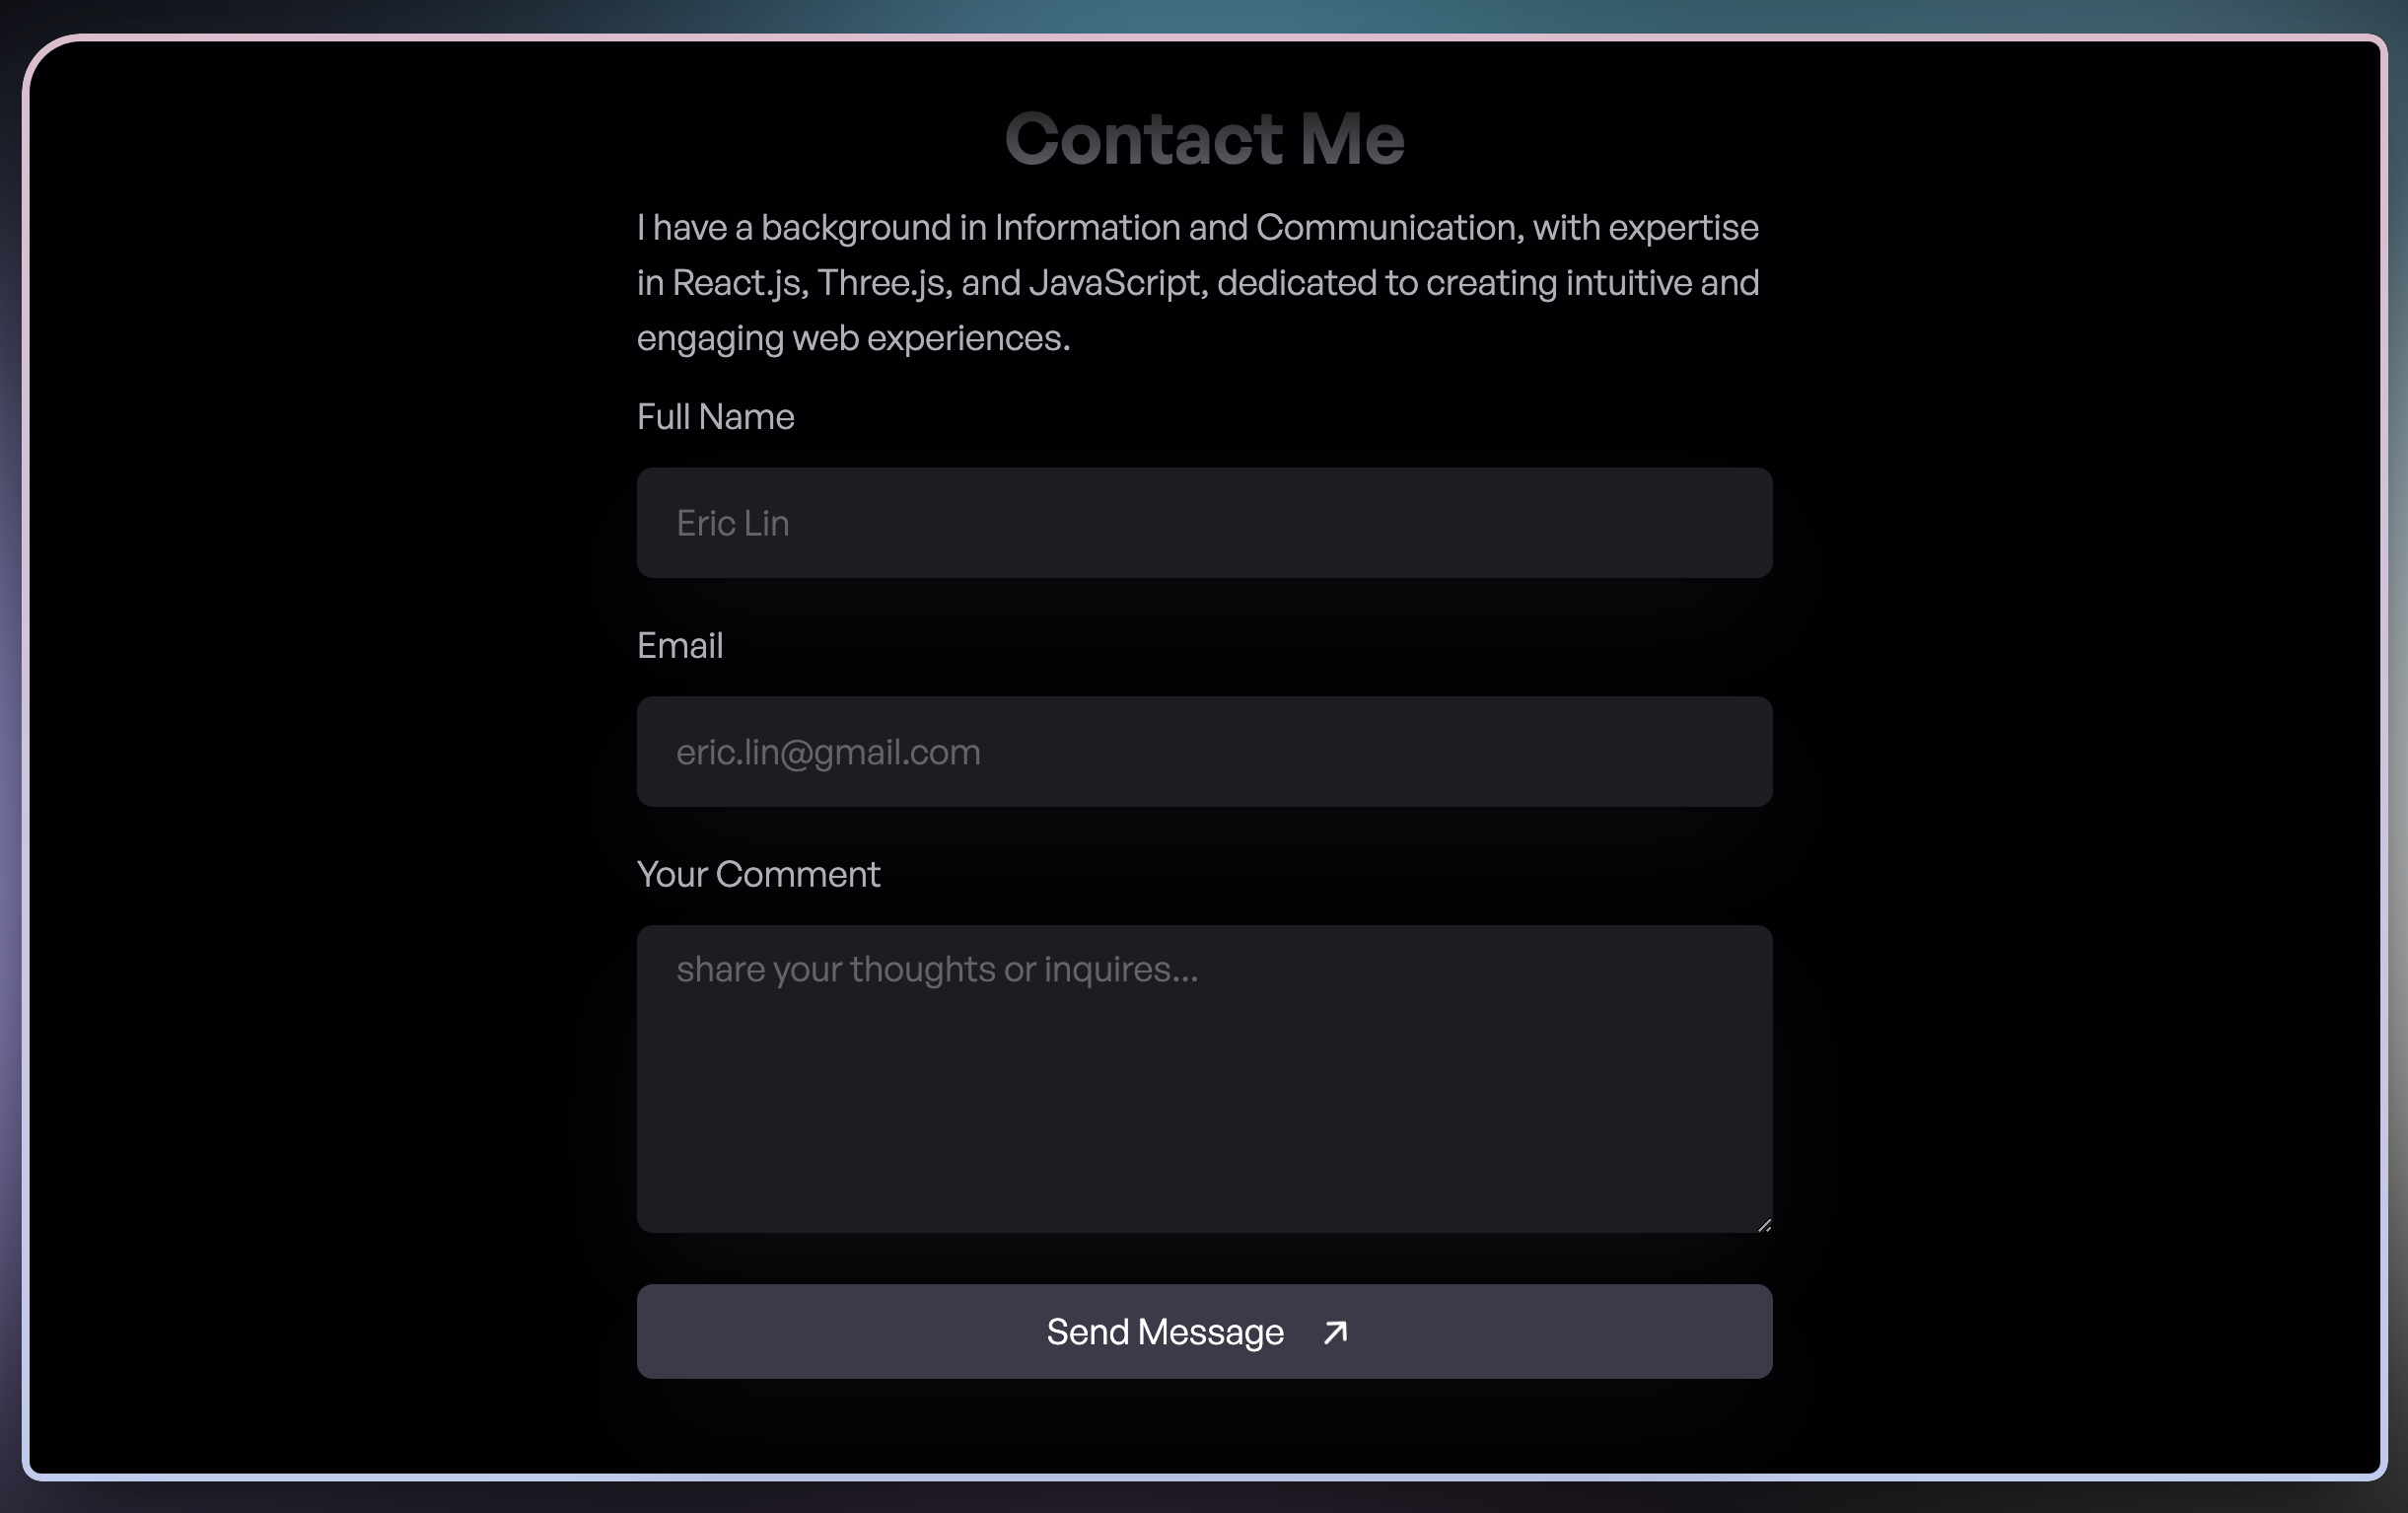 Contact Me
I have a background in Information and Communication, with expertise
in React.js, Three.js, and JavaScript, dedicated to creating intuitive and
engaging web experiences.
Full Name
Eric Lin
Email
eric.lin@gmail.com
Your Comment
share your thoughts or inquires...
Send Message